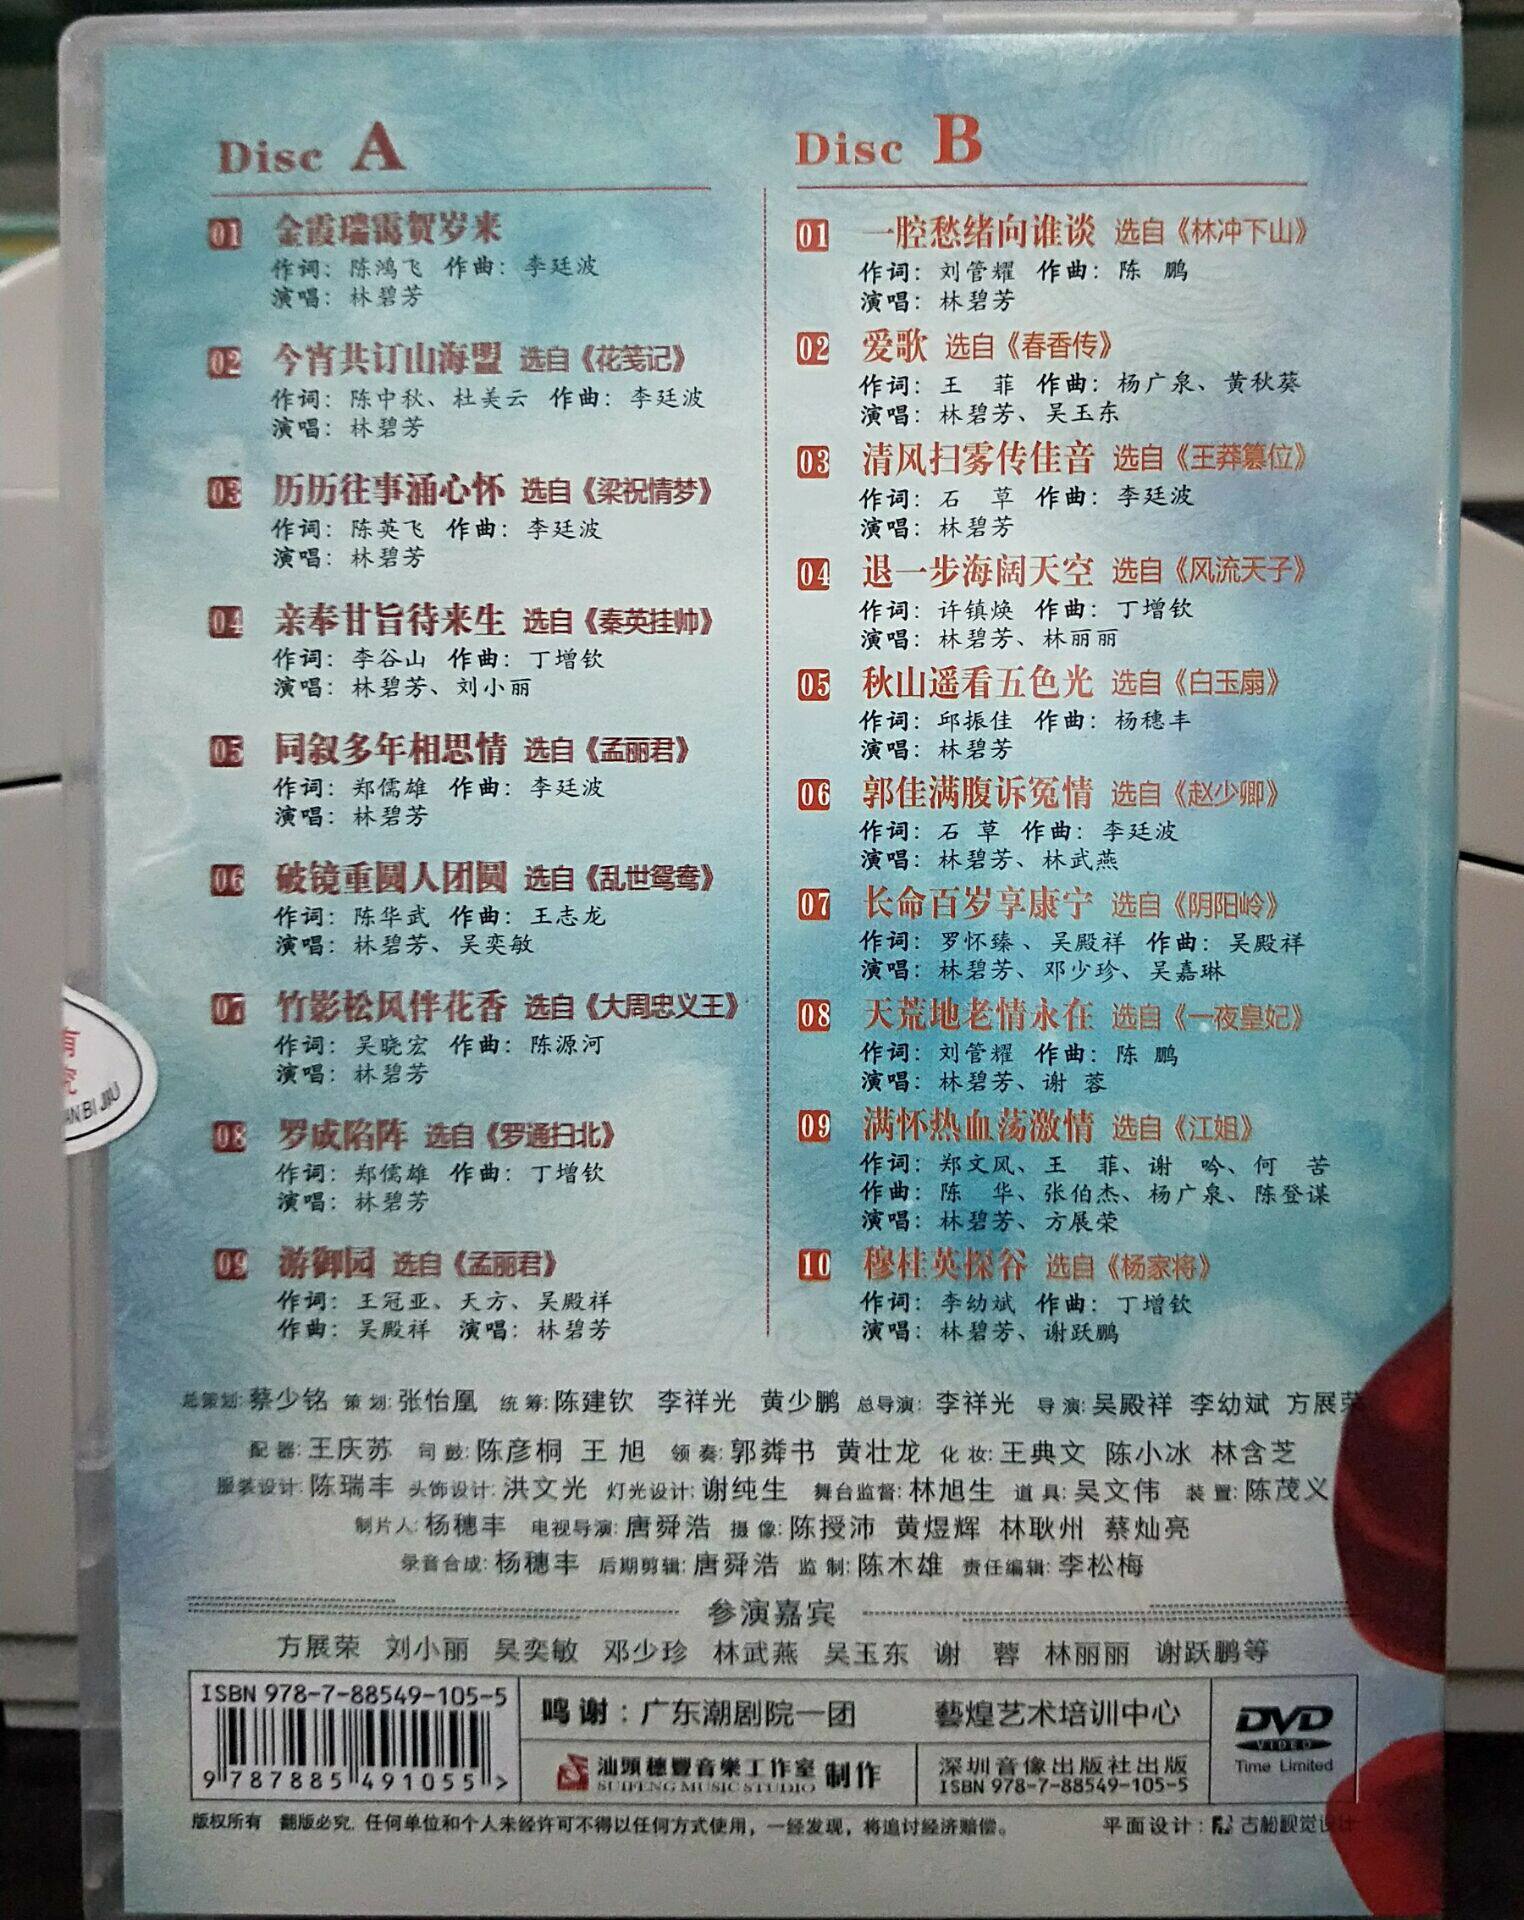 Disc A
01 金霞瑞霭贺岁来
作词：陈鸿飞 作曲：李廷波
演唱：林碧芳
02 今宵共订山海盟 选自《花笺记》
作词：陈中秋、杜美云 作曲：李廷波
演唱：林碧芳
03 历历往事涌心怀 选自《梁祝情梦》
作词：陈英飞 作曲：李廷波
演唱：林碧芳
04 亲奉甘旨待来生 选自《秦英挂帅》
作词：李谷山 作曲：丁增钦
演唱：林碧芳、刘小丽
05 同叙多年相思情 选自《孟丽君》
作词：郑儒雄 作曲：李廷波
演唱：林碧芳
06 破镜重圆人团圆 选自《乱世鸳鸯》
作词：陈华武 作曲：王志龙
演唱：林碧芳、吴奕敏
07 竹影松风伴花香 选自《大周忠义王》
作词：吴晓宏 作曲：陈源河
演唱：林碧芳
08 罗成陷阵 选自《罗通扫北》
作词：郑儒雄 作曲：丁增钦
演唱：林碧芳
09 游御园 选自《孟丽君》
作词：王冠亚、天方、吴殿祥
作曲：吴殿祥 演唱：林碧芳
Disc B
01 一腔愁绪向谁谈 选自《林冲下山》
作词：刘管耀 作曲：陈 鹏
演唱：林碧芳
02 爱歌 选自《春香传》
作词：王 菲 作曲：杨广泉、黄秋葵
演唱：林碧芳、吴玉东
03 清风扫雾传佳音 选自《王莽篡位》
作词：石 草 作曲：李廷波
演唱：林碧芳
04 退一步海阔天空 选自《风流天子》
作词：许镇焕 作曲：丁增钦
演唱：林碧芳、林丽丽
05 秋山遥看五色光 选自《白玉扇》
作词：邱振佳 作曲：杨穗丰
演唱：林碧芳
06 郭佳满腹诉冤情 选自《赵少卿》
作词：石 草 作曲：李廷波
演唱：林碧芳、林武燕
07 长命百岁享康宁 选自《阴阳岭》
作词：罗怀臻、吴殿祥 作曲：吴殿祥
演唱：林碧芳、邓少珍、吴嘉琳
08 天荒地老情永在 选自《一夜皇妃》
作词：刘管耀 作曲：陈 鹏
演唱：林碧芳、谢 蓉
09 满怀热血荡激情 选自《江姐》
作词：郑文风、王 菲、谢 吟、何 苦
作曲：陈 华、张伯杰、杨广泉、陈登谋
演唱：林碧芳、方展荣
10 穆桂英探谷 选自《杨家将》
作词：李幼斌 作曲：丁增钦
演唱：林碧芳、谢跃鹏
总策划：蔡少铭 策划：张怡凰 统筹：陈建钦 李祥光 黄少鹏 总导演：李祥光 导演：吴殿祥 李幼斌 方展荣
配器：王庆苏 司鼓：陈彦桐 王旭 领奏：郭粦书 黄壮龙 化妆：王典文 陈小冰 林含芝
服装设计：陈瑞丰 头饰设计：洪文光 灯光设计：谢纯生 舞台监督：林旭生 道具：吴文伟 装置：陈茂义
制片人：杨穗丰 电视导演：唐舜浩 摄像：陈授沛 黄煜辉 林耿州 蔡灿亮
录音合成：杨穗丰 后期剪辑：唐舜浩 监制：陈木雄 责任编辑：李松梅
参演嘉宾
方展荣 刘小丽 吴奕敏 邓少珍 林武燕 吴玉东 谢 蓉 林丽丽 谢跃鹏等
ISBN 978-7-88549-105-5
9 787885 491055 >
鸣谢：广东潮剧院一团 藝煌艺术培训中心
汕頭穗豐音樂工作室 制作
SUIFENG MUSIC STUDIO
深圳音像出版社出版
ISBN 978-7-88549-105-5
DVD
VIDEO
Time Limited
版权所有 翻版必究. 任何单位和个人未经许可不得以任何方式使用，一经发现，将追讨经济赔偿。
平面设计：古松视觉设计
有
究
AN BI JIU